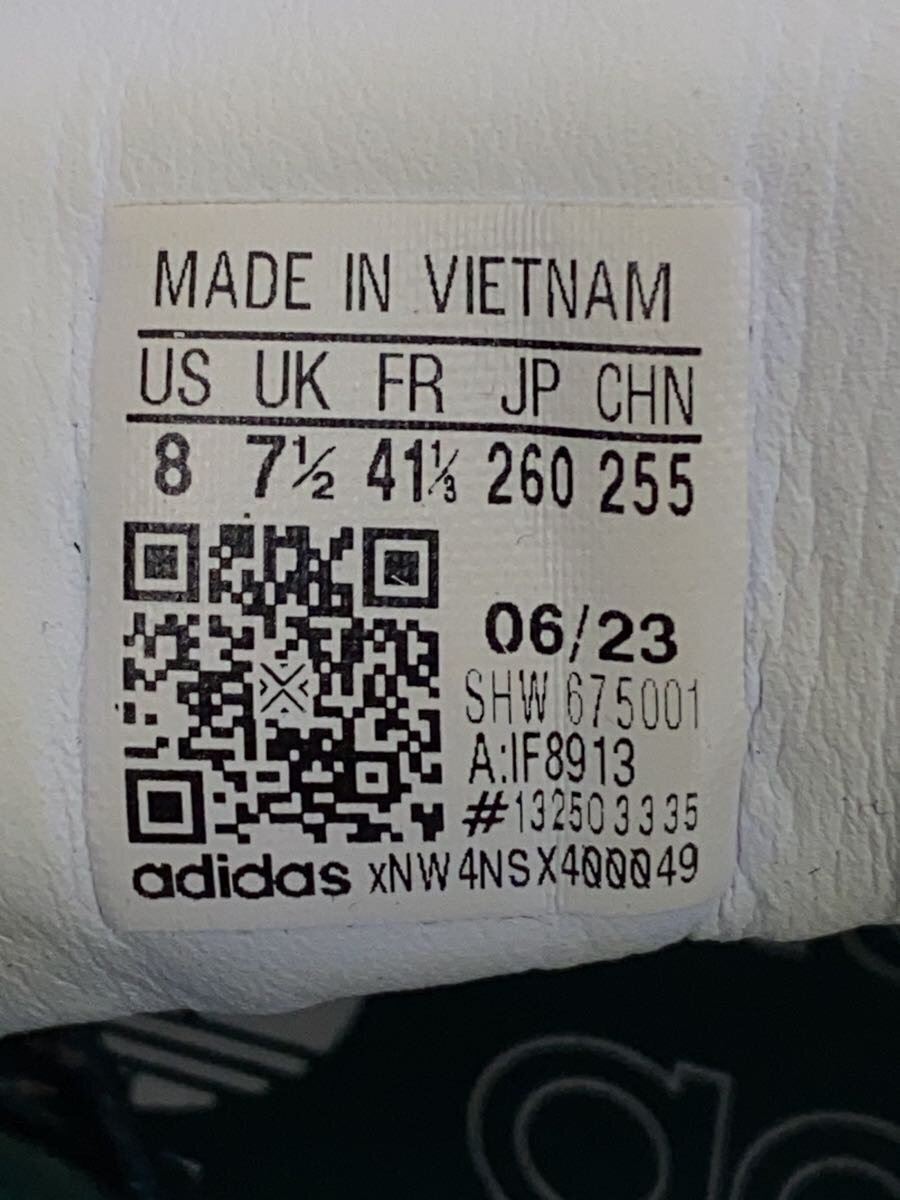 MADE IN VIETNAM
US UK FR JP CHN
8 7½ 41⅓ 260 255
06/23
SHW 675001
A:IF8913
#132503335
adidas xNW4NSX400049